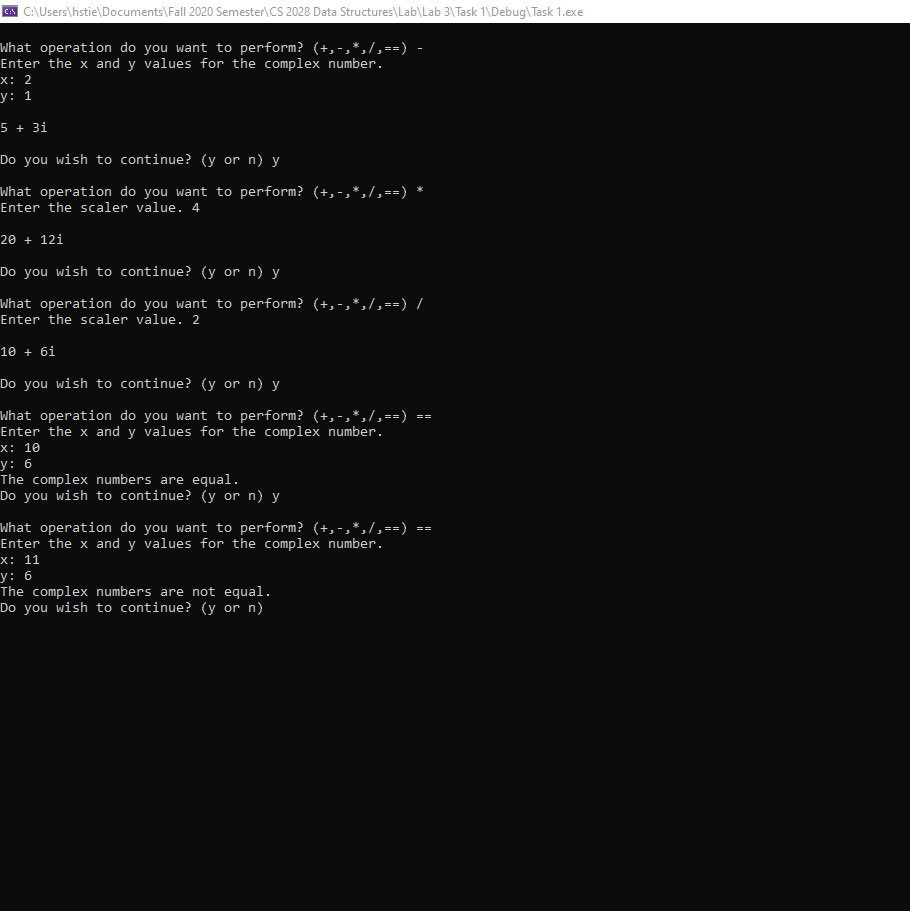 C:\Users\hstie\Documents\Fall 2020 Semester\CS 2028 Data Structures\Lab\Lab 3\Task 1\Debug\Task 1.exe
What operation do you want to perform? (+,-,*,/,==) -
Enter the x and y values for the complex number.
x: 2
y: 1
5 + 3i
Do you wish to continue? (y or n) y
What operation do you want to perform? (+,-,*,/,==) *
Enter the scaler value. 4
20 + 12i
Do you wish to continue? (y or n) y
What operation do you want to perform? (+,-,*,/,==) /
Enter the scaler value. 2
10 + 6i
Do you wish to continue? (y or n) y
What operation do you want to perform? (+,-,*,/,==) ==
Enter the x and y values for the complex number.
x: 10
y: 6
The complex numbers are equal.
Do you wish to continue? (y or n) y
What operation do you want to perform? (+,-,*,/,==) ==
Enter the x and y values for the complex number.
x: 11
y: 6
The complex numbers are not equal.
Do you wish to continue? (y or n)